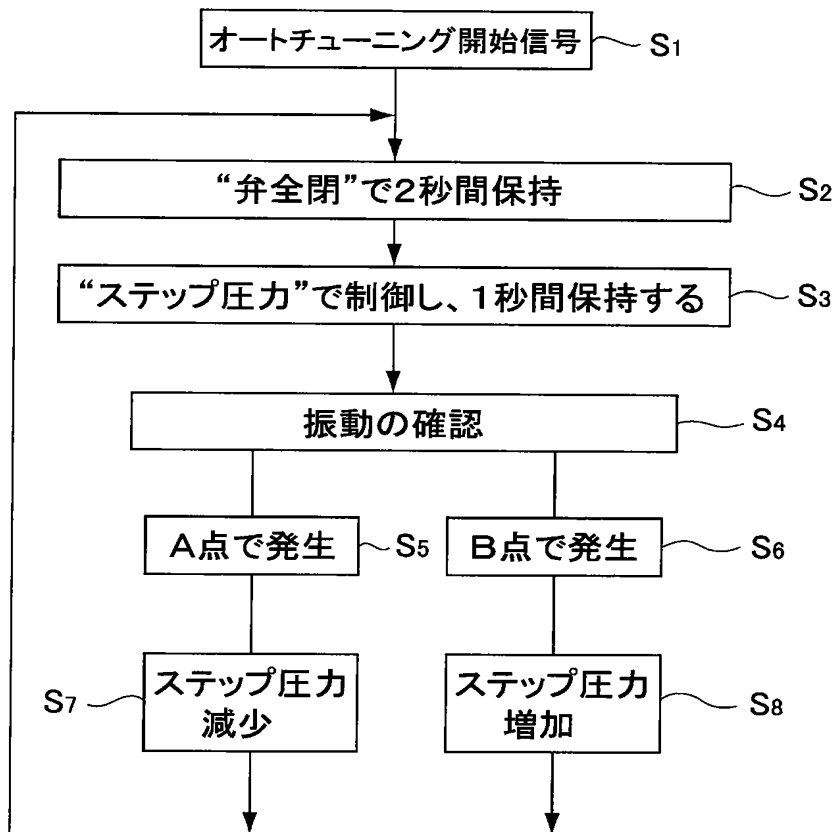 オートチューニング開始信号
S1
“弁全閉”で2秒間保持
S2
“ステップ圧力”で制御し、1秒間保持する
S3
振動の確認
S4
A点で発生
S5
B点で発生
S6
ステップ圧力
減少
S7
ステップ圧力
増加
S8